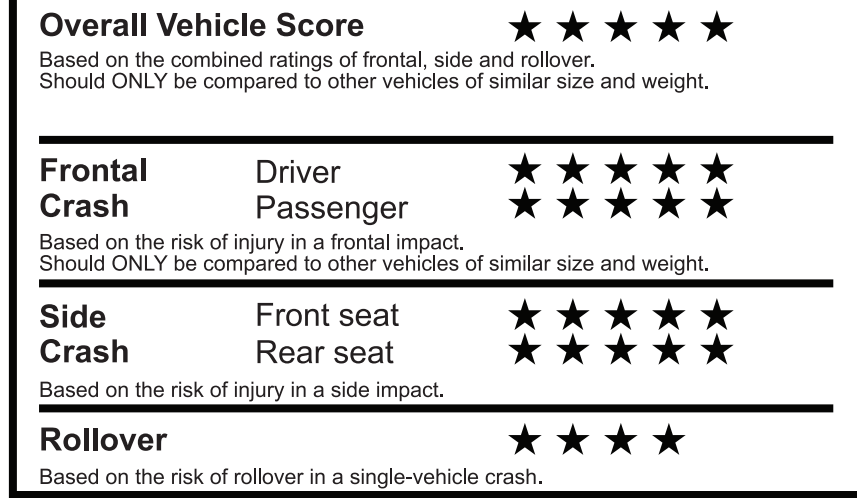 Overall Vehicle Score ★ ★ ★ ★ ★
Based on the combined ratings of frontal, side and rollover.
Should ONLY be compared to other vehicles of similar size and weight.
Frontal Driver ★ ★ ★ ★ ★
Crash Passenger ★ ★ ★ ★ ★
Based on the risk of injury in a frontal impact.
Should ONLY be compared to other vehicles of similar size and weight.
Side Front seat ★ ★ ★ ★ ★
Crash Rear seat ★ ★ ★ ★ ★
Based on the risk of injury in a side impact.
Rollover ★ ★ ★ ★
Based on the risk of rollover in a single-vehicle crash.